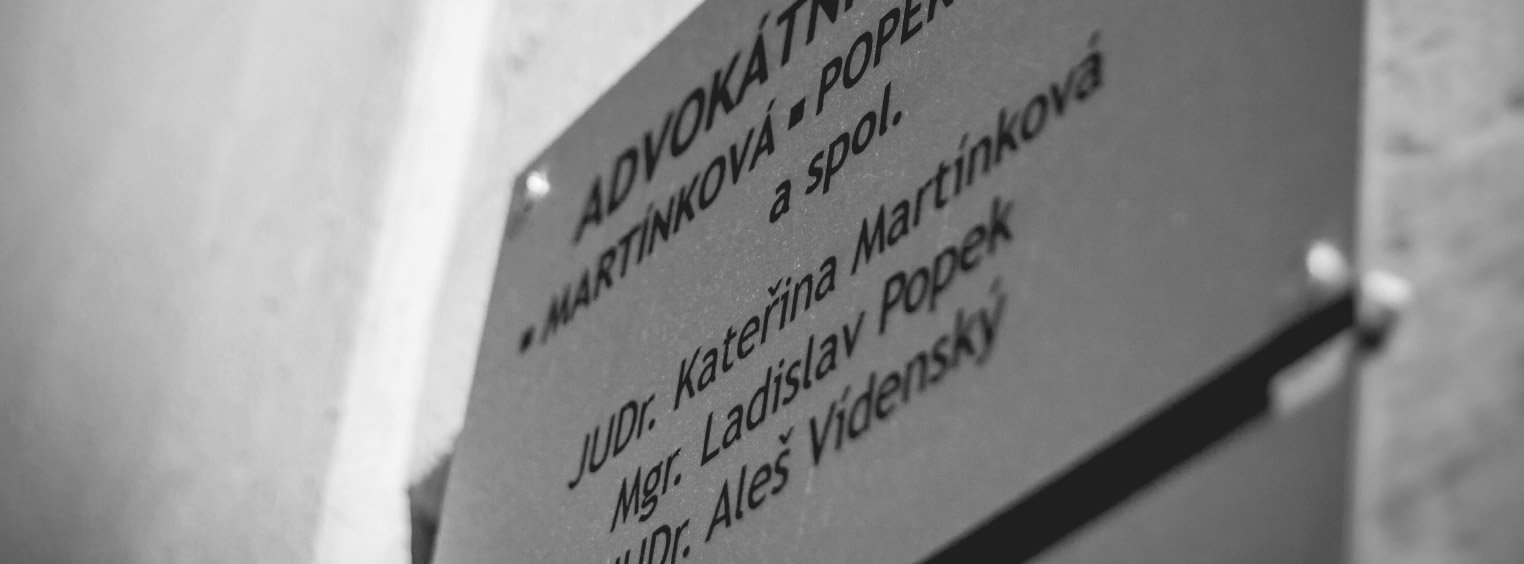 ADVOKÁTNÍ
▪ MARTÍNKOVÁ ▪ POPEK
a spol.
JUDr. Kateřina Martínková
Mgr. Ladislav Popek
JUDr. Aleš Vídenský